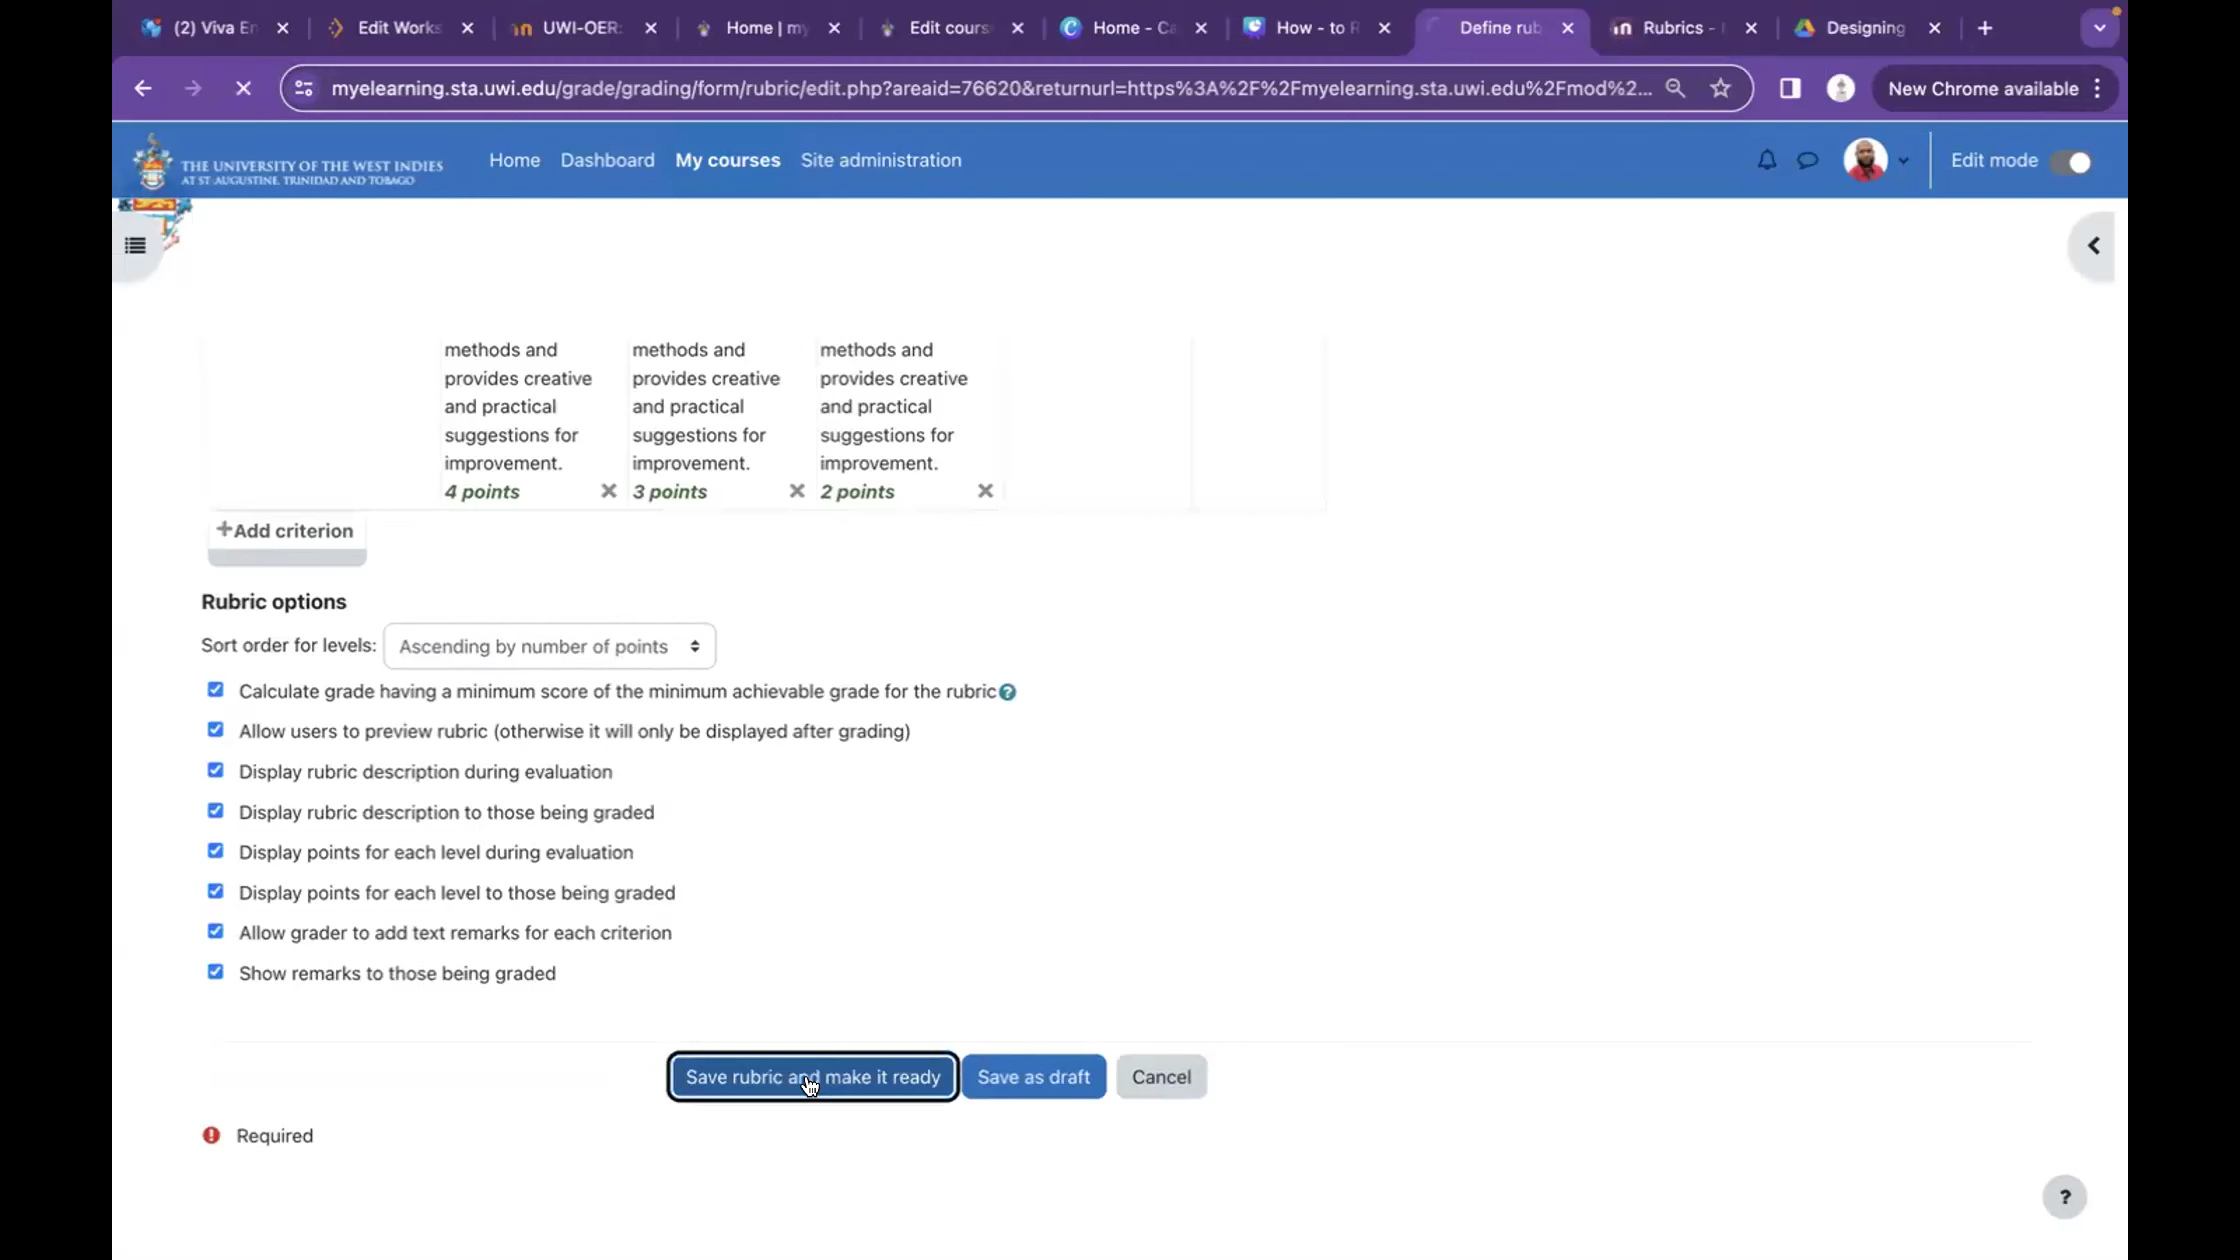 (2) Viva En
Edit Works
UWI-OER:
Home | my
Edit cours
Home - Ca
How - to R
Define rub
Rubrics - 
Designing
myelearning.sta.uwi.edu/grade/grading/form/rubric/edit.php?areaid=76620&returnurl=https%3A%2F%2Fmyelearning.sta.uwi.edu%2Fmod%2...
New Chrome available
THE UNIVERSITY OF THE WEST INDIES
AT ST. AUGUSTINE, TRINIDAD AND TOBAGO
Home
Dashboard
My courses
Site administration
Edit mode
methods and
provides creative
and practical
suggestions for
improvement.
4 points
methods and
provides creative
and practical
suggestions for
improvement.
3 points
methods and
provides creative
and practical
suggestions for
improvement.
2 points
+Add criterion
Rubric options
Sort order for levels: Ascending by number of points
Calculate grade having a minimum score of the minimum achievable grade for the rubric
Allow users to preview rubric (otherwise it will only be displayed after grading)
Display rubric description during evaluation
Display rubric description to those being graded
Display points for each level during evaluation
Display points for each level to those being graded
Allow grader to add text remarks for each criterion
Show remarks to those being graded
Save rubric and make it ready
Save as draft
Cancel
Required
?